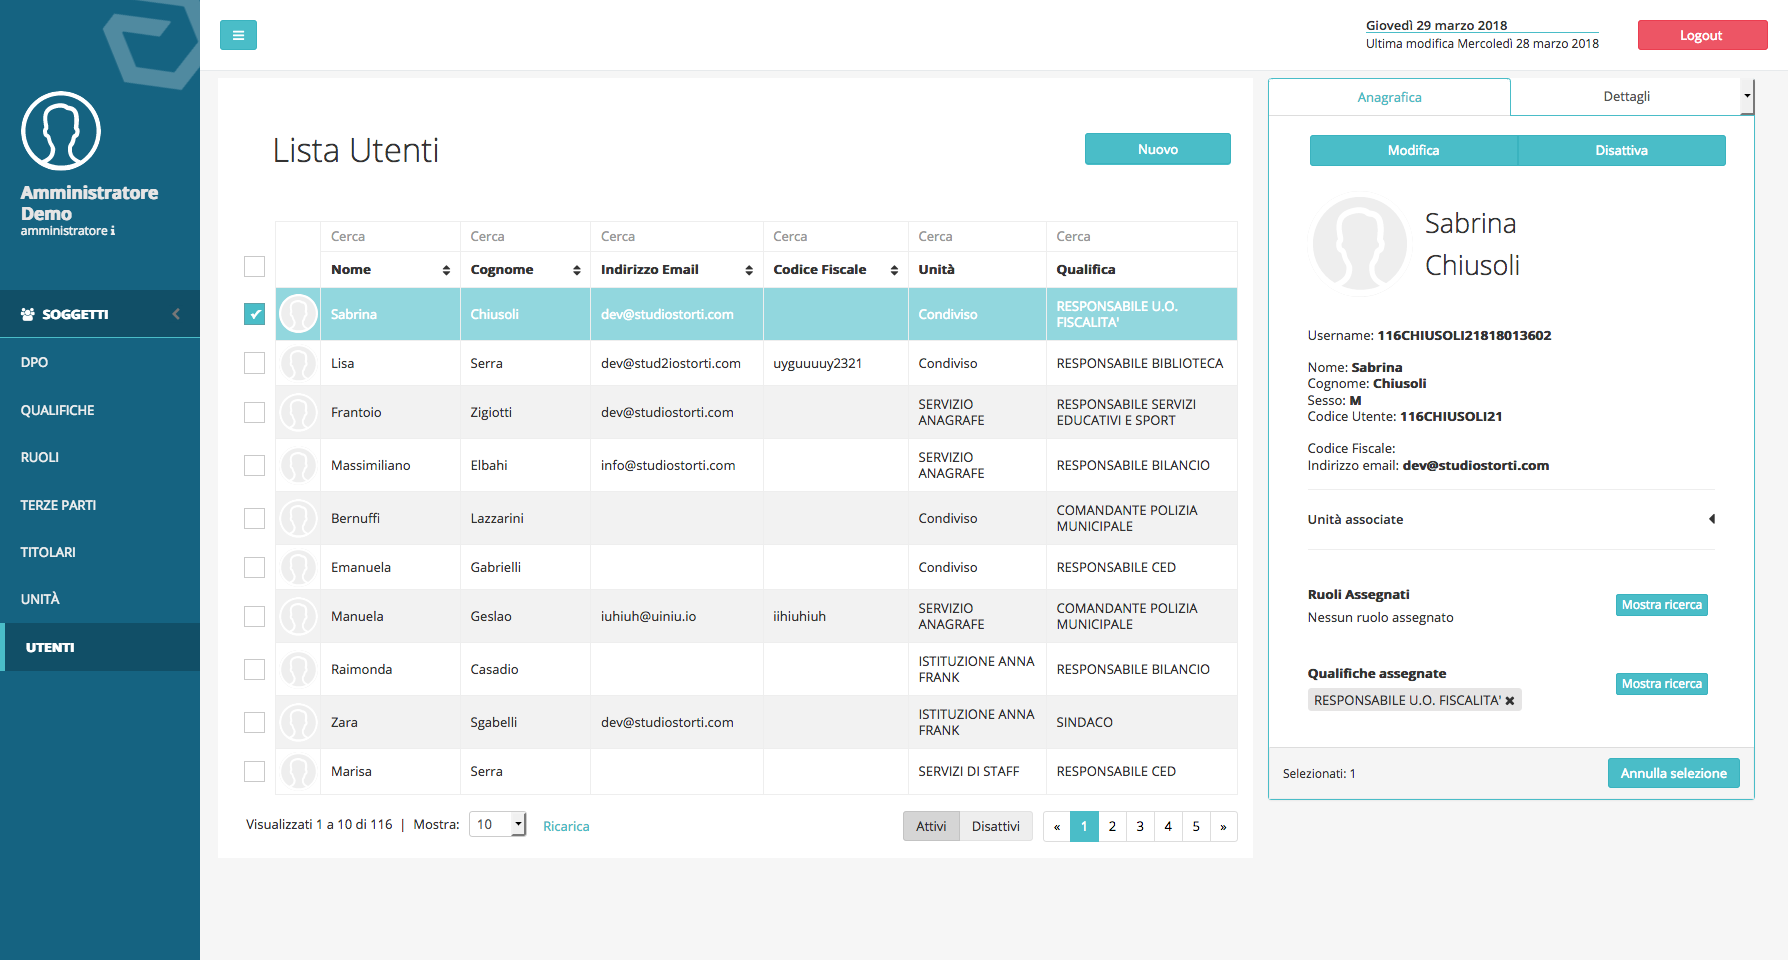 Giovedì 29 marzo 2018
Ultima modifica Mercoledì 28 marzo 2018
Logout
Amministratore
Demo
amministratore i
SOGGETTI
DPO
QUALIFICHE
RUOLI
TERZE PARTI
TITOLARI
UNITÀ
UTENTI
Lista Utenti
Nuovo
Cerca Cerca Cerca Cerca Cerca Cerca
Nome Cognome Indirizzo Email Codice Fiscale Unità Qualifica
Sabrina Chiusoli dev@studiostorti.com Condiviso RESPONSABILE U.O. FISCALITA'
Lisa Serra dev@stud2iostorti.com uyguuuuy2321 Condiviso RESPONSABILE BIBLIOTECA
Frantoio Zigiotti dev@studiostorti.com SERVIZIO ANAGRAFE RESPONSABILE SERVIZI EDUCATIVI E SPORT
Massimiliano Elbahi info@studiostorti.com SERVIZIO ANAGRAFE RESPONSABILE BILANCIO
Bernuffi Lazzarini Condiviso COMANDANTE POLIZIA MUNICIPALE
Emanuela Gabrielli Condiviso RESPONSABILE CED
Manuela Geslao iuhiuh@uiniu.io iihiuhiuh SERVIZIO ANAGRAFE COMANDANTE POLIZIA MUNICIPALE
Raimonda Casadio ISTITUZIONE ANNA FRANK RESPONSABILE BILANCIO
Zara Sgabelli dev@studiostorti.com ISTITUZIONE ANNA FRANK SINDACO
Marisa Serra SERVIZI DI STAFF RESPONSABILE CED
Visualizzati 1 a 10 di 116 | Mostra: 10 Ricarica
Attivi Disattivi « 1 2 3 4 5 »
Anagrafica Dettagli
Modifica Disattiva
Sabrina
Chiusoli
Username: 116CHIUSOLI21818013602
Nome: Sabrina
Cognome: Chiusoli
Sesso: M
Codice Utente: 116CHIUSOLI21
Codice Fiscale:
Indirizzo email: dev@studiostorti.com
Unità associate
Ruoli Assegnati
Nessun ruolo assegnato
Mostra ricerca
Qualifiche assegnate
RESPONSABILE U.O. FISCALITA' ✖
Mostra ricerca
Selezionati: 1
Annulla selezione